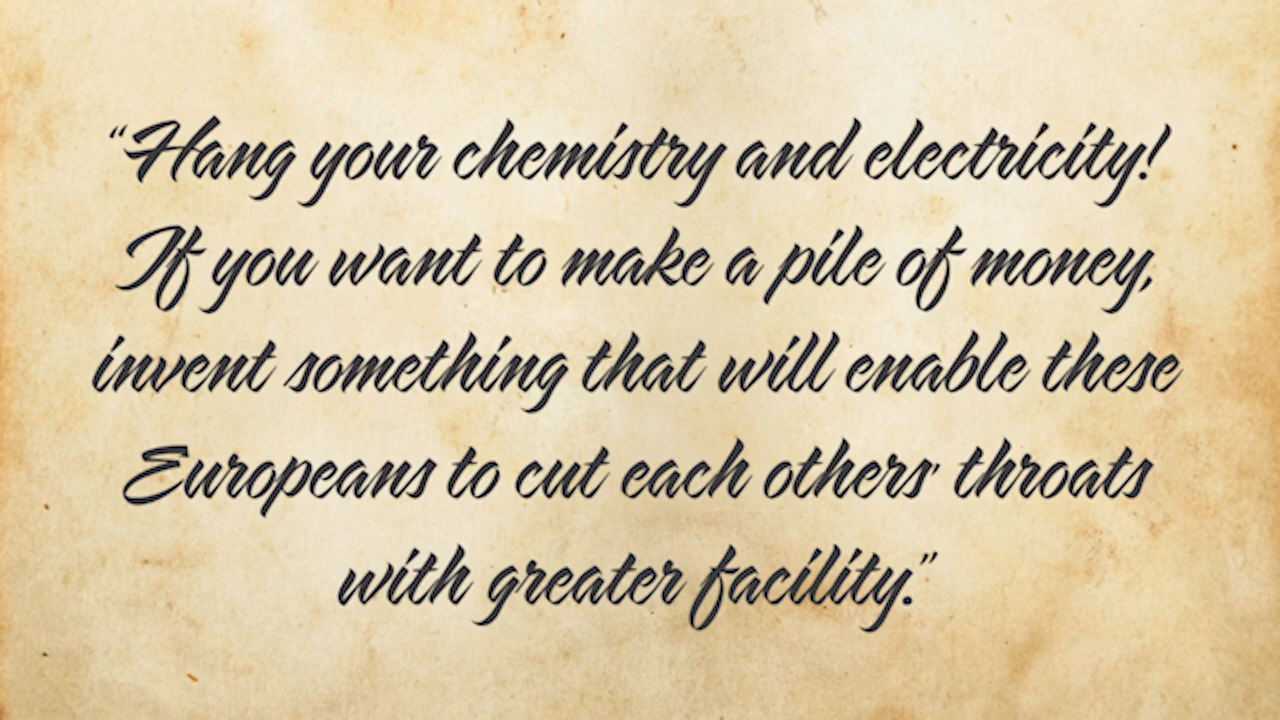 “Hang your chemistry and electricity!
If you want to make a pile of money,
invent something that will enable these
Europeans to cut each others’ throats
with greater facility.”